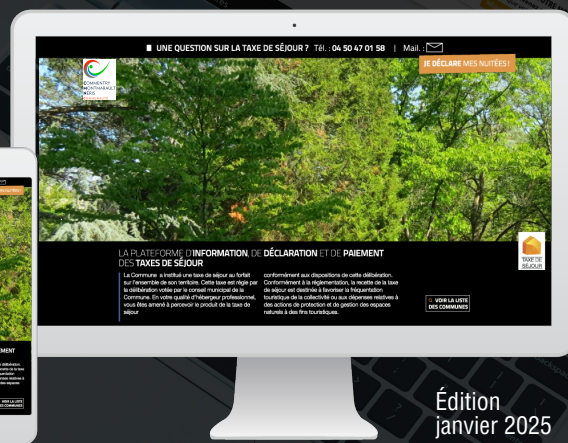 UNE QUESTION SUR LA TAXE DE SÉJOUR ? Tél. : 04 50 47 01 58 | Mail. :
JE DÉCLARE MES NUITÉES !
COMMENTRY
MONTMARAULT
NÉRIS
LA PLATEFORME D'INFORMATION, DE DÉCLARATION ET DE PAIEMENT
DES TAXES DE SÉJOUR
La Commune a institué une taxe de séjour au forfait
sur l'ensemble de son territoire. Cette taxe est régie par
la délibération votée par le conseil municipal de la
Commune. En votre qualité d'hébergeur professionnel,
vous êtes amené à percevoir le produit de la taxe de
séjour
conformément aux dispositions de cette délibération.
Conformément à la réglementation, la recette de la taxe
de séjour est destinée à favoriser la fréquentation
touristique de la collectivité ou aux dépenses relatives à
des actions de protection et de gestion des espaces
naturels à des fins touristiques.
TAXE DE
SÉJOUR
VOIR LA LISTE
DES COMMUNES
Édition
janvier 2025